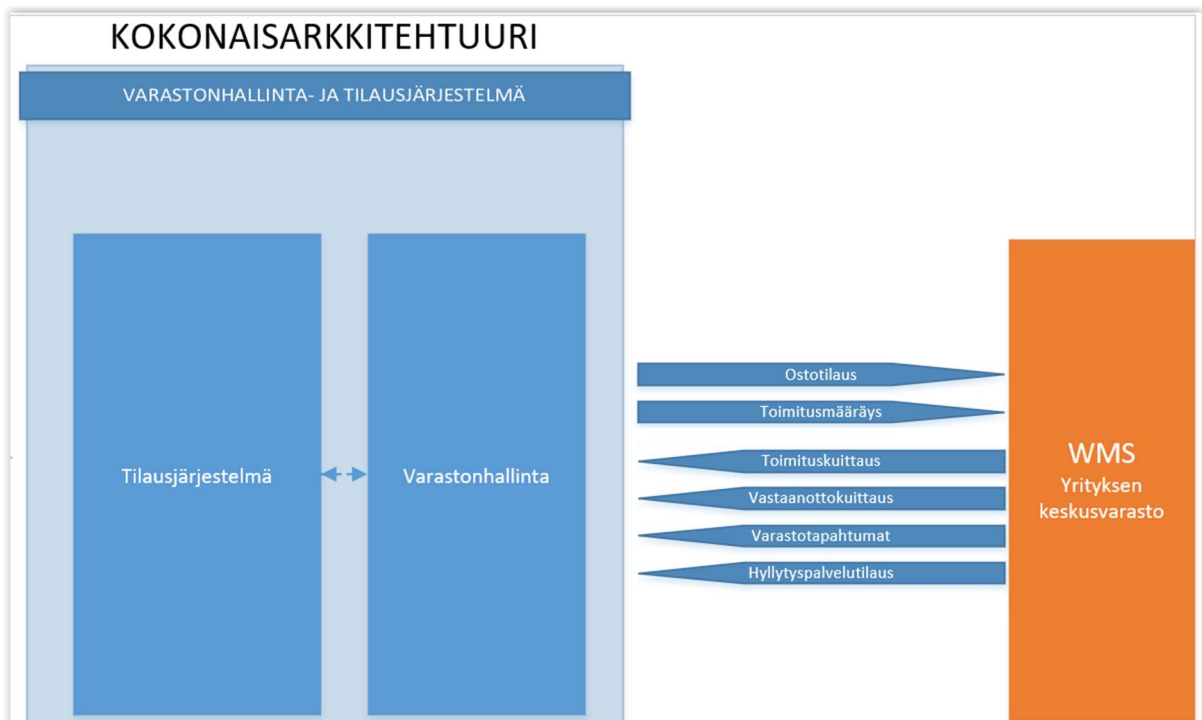 KOKONAISARKKITEHTUURI
VARASTONHALLINTA- JA TILAUSJÄRJESTELMÄ
Tilausjärjestelmä
Varastonhallinta
Ostotilaus
Toimitusmääräys
Toimituskuittaus
Vastaanottokuittaus
Varastotapahtumat
Hyllytyspalvelutilaus
WMS
Yrityksen
keskusvarasto